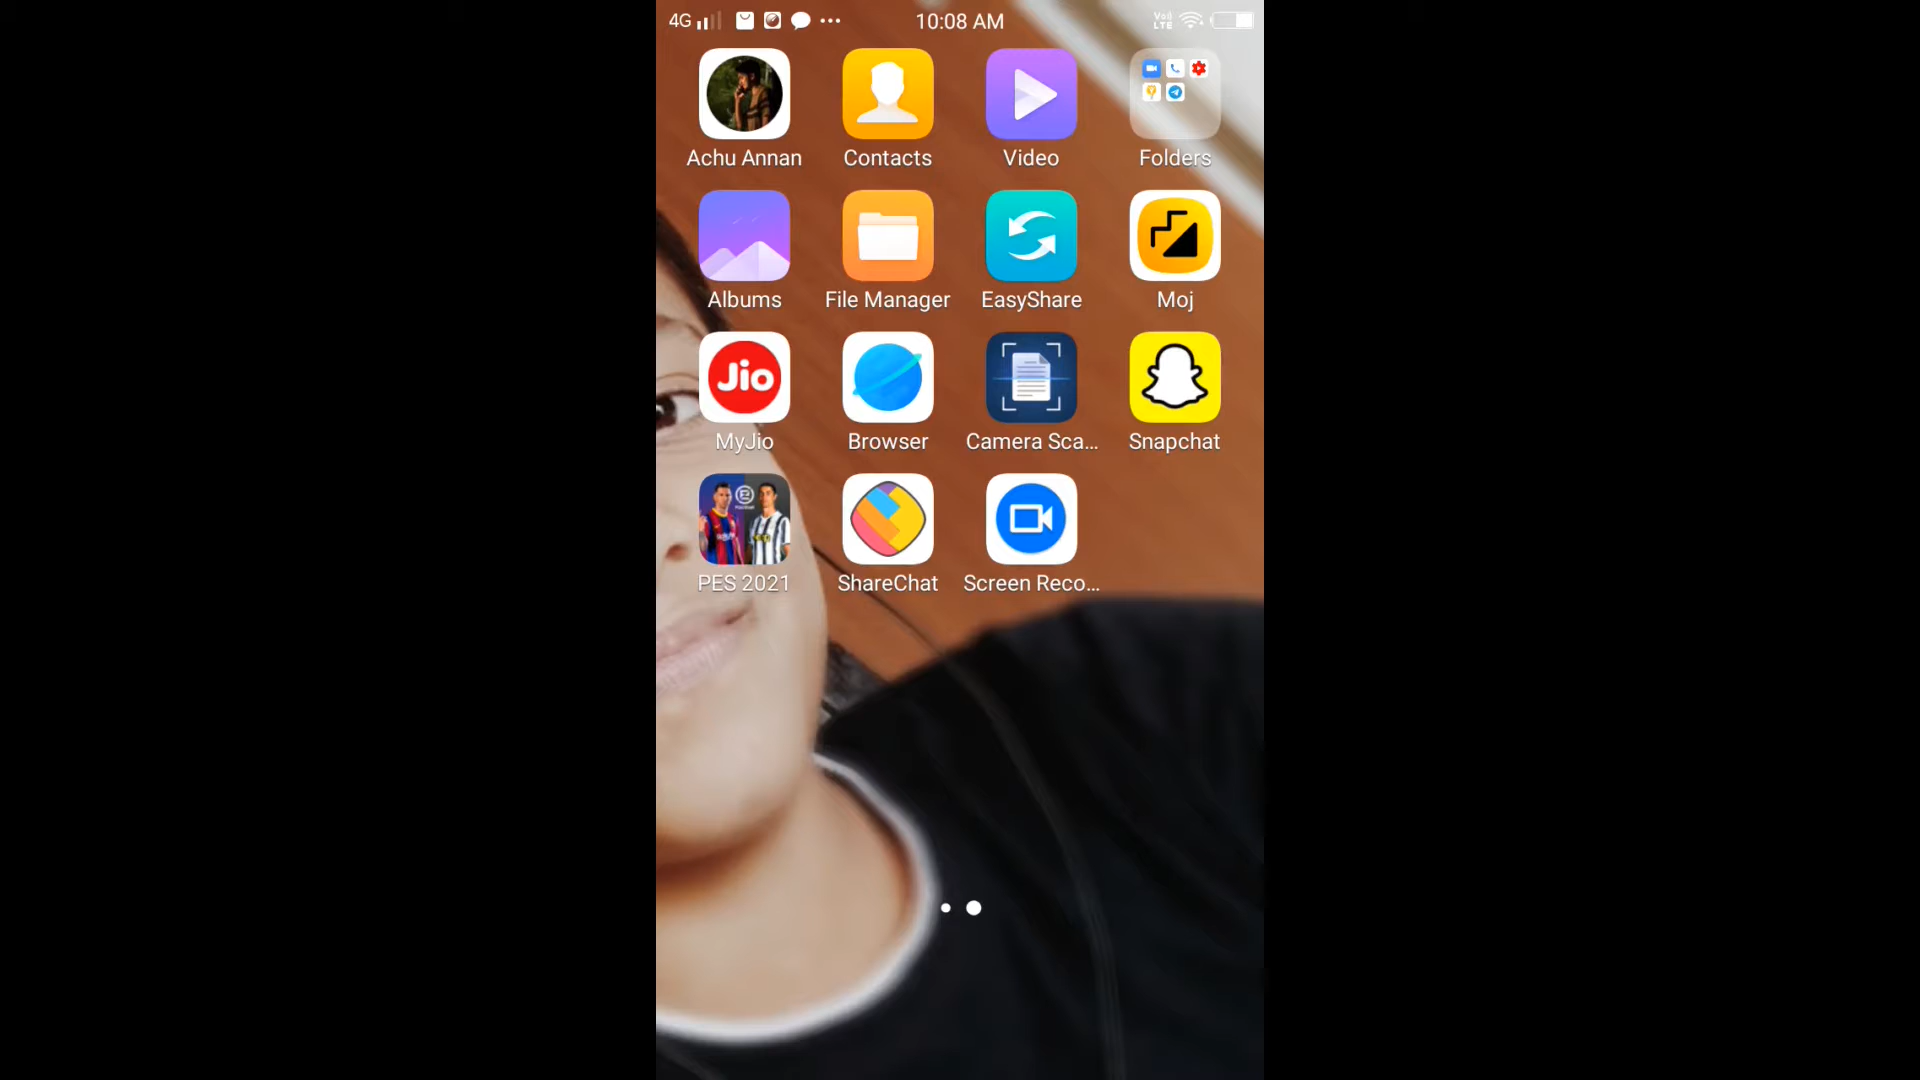 4G 10:08 AM VoLTE
Achu Annan Contacts Video Folders
Albums File Manager EasyShare Moj
Jio
MyJio Browser Camera Sca... Snapchat
PES 2021 ShareChat Screen Reco...